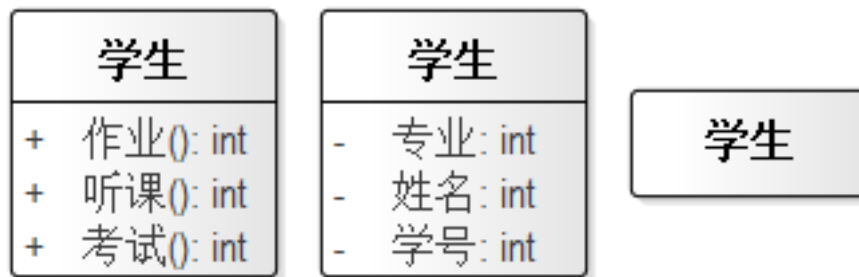 学生
+ 作业(): int
+ 听课(): int
+ 考试(): int
学生
- 专业: int
- 姓名: int
- 学号: int
学生